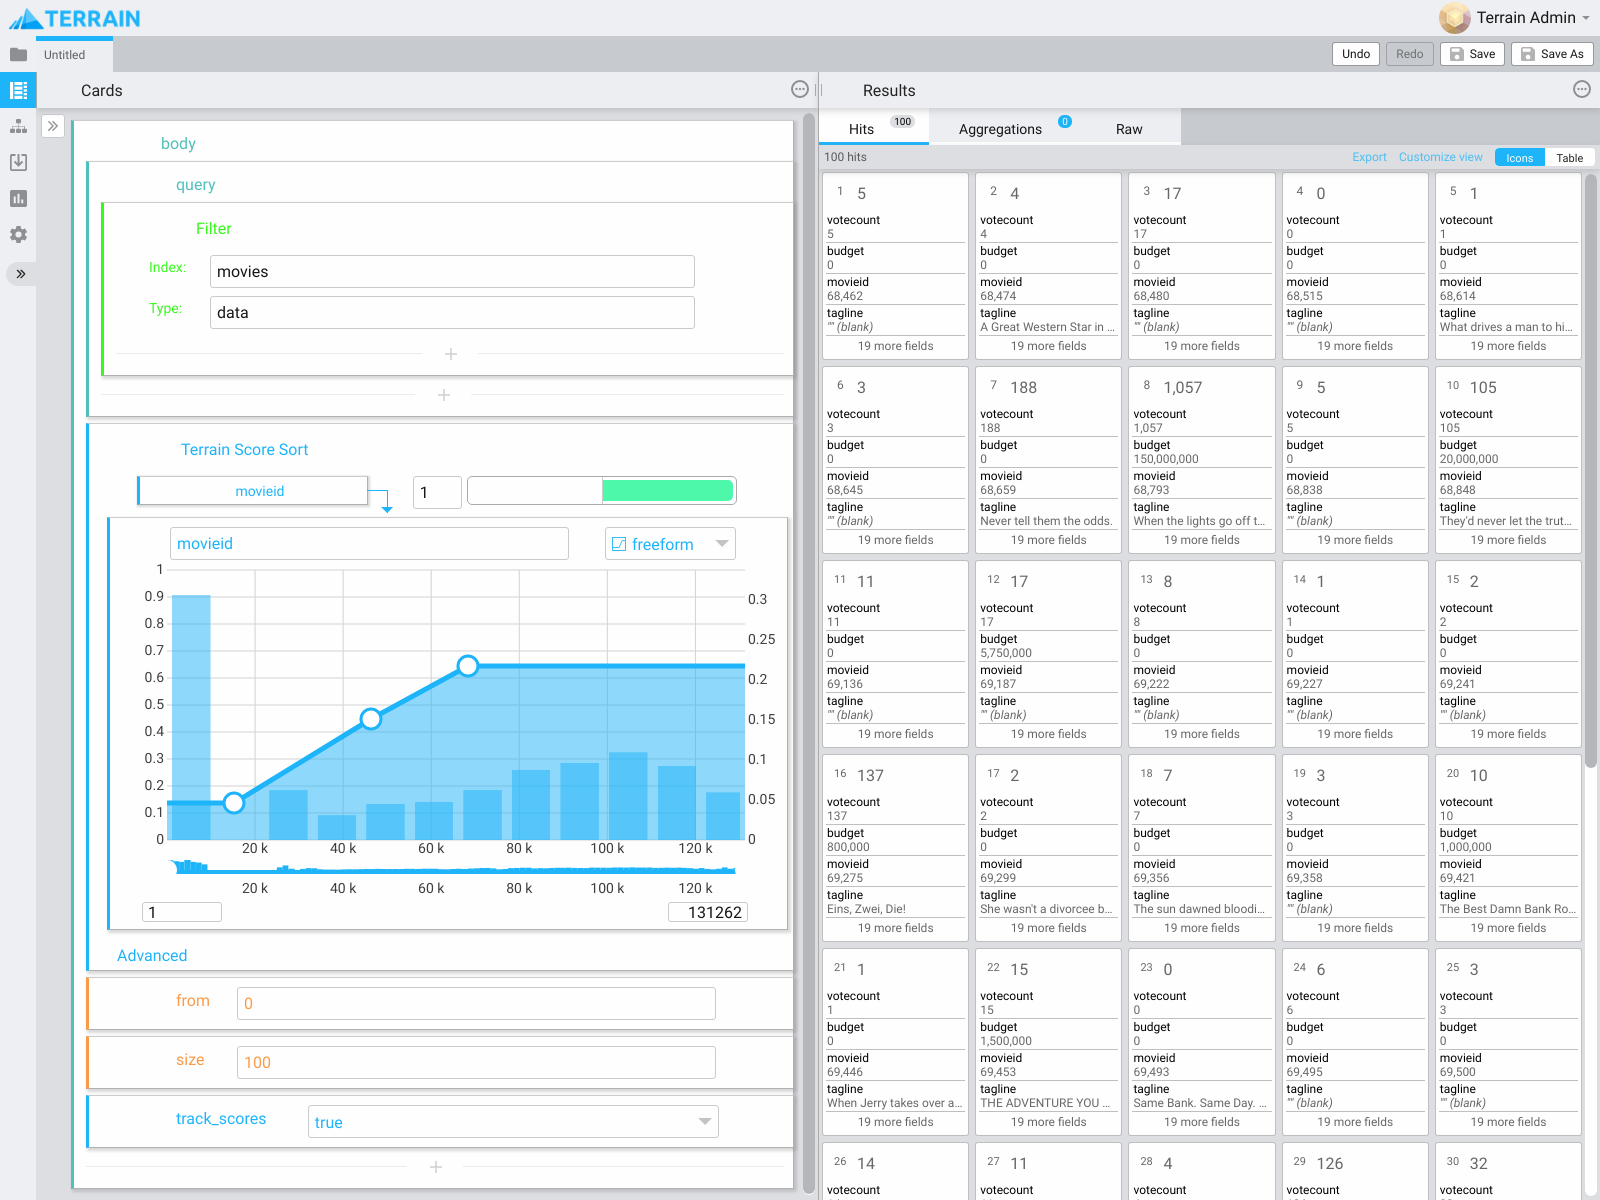 TERRAIN
Terrain Admin
Untitled
Undo
Redo
Save
Save As
Cards
Results
Hits 100
Aggregations 0
Raw
100 hits
Export
Customize view
Icons
Table
body
query
Filter
Index: movies
Type: data
+
+
Terrain Score Sort
movieid
1
movieid
freeform
1
0.9
0.8
0.7
0.6
0.5
0.4
0.3
0.2
0.1
0
0.3
0.25
0.2
0.15
0.1
0.05
0
20 k 40 k 60 k 80 k 100 k 120 k
20 k 40 k 60 k 80 k 100 k 120 k
1
131262
Advanced
from 0
size 100
track_scores true
+
1 5
votecount
5
budget
0
movieid
68,462
tagline
"" (blank)
19 more fields
2 4
votecount
4
budget
0
movieid
68,474
tagline
A Great Western Star in ...
19 more fields
3 17
votecount
17
budget
0
movieid
68,480
tagline
"" (blank)
19 more fields
4 0
votecount
0
budget
0
movieid
68,515
tagline
"" (blank)
19 more fields
5 1
votecount
1
budget
0
movieid
68,614
tagline
What drives a man to hi...
19 more fields
6 3
votecount
3
budget
0
movieid
68,645
tagline
"" (blank)
19 more fields
7 188
votecount
188
budget
0
movieid
68,659
tagline
Never tell them the odds.
19 more fields
8 1,057
votecount
1,057
budget
150,000,000
movieid
68,793
tagline
When the lights go off t...
19 more fields
9 5
votecount
5
budget
0
movieid
68,838
tagline
"" (blank)
19 more fields
10 105
votecount
105
budget
20,000,000
movieid
68,848
tagline
They'd never let the trut...
19 more fields
11 11
votecount
11
budget
0
movieid
69,136
tagline
"" (blank)
19 more fields
12 17
votecount
17
budget
5,750,000
movieid
69,187
tagline
"" (blank)
19 more fields
13 8
votecount
8
budget
0
movieid
69,222
tagline
"" (blank)
19 more fields
14 1
votecount
1
budget
0
movieid
69,227
tagline
"" (blank)
19 more fields
15 2
votecount
2
budget
0
movieid
69,241
tagline
"" (blank)
19 more fields
16 137
votecount
137
budget
800,000
movieid
69,275
tagline
Eins, Zwei, Die!
19 more fields
17 2
votecount
2
budget
0
movieid
69,299
tagline
She wasn't a divorcee b...
19 more fields
18 7
votecount
7
budget
0
movieid
69,356
tagline
The sun dawned bloodi...
19 more fields
19 3
votecount
3
budget
0
movieid
69,358
tagline
"" (blank)
19 more fields
20 10
votecount
10
budget
1,000,000
movieid
69,421
tagline
The Best Damn Bank Ro...
19 more fields
21 1
votecount
1
budget
0
movieid
69,446
tagline
When Jerry takes over a...
19 more fields
22 15
votecount
15
budget
1,500,000
movieid
69,453
tagline
THE ADVENTURE YOU ...
19 more fields
23 0
votecount
0
budget
0
movieid
69,493
tagline
Same Bank. Same Day. ...
19 more fields
24 6
votecount
6
budget
0
movieid
69,495
tagline
"" (blank)
19 more fields
25 3
votecount
3
budget
0
movieid
69,500
tagline
"" (blank)
19 more fields
26 14
votecount
27 11
votecount
28 4
votecount
29 126
votecount
30 32
votecount